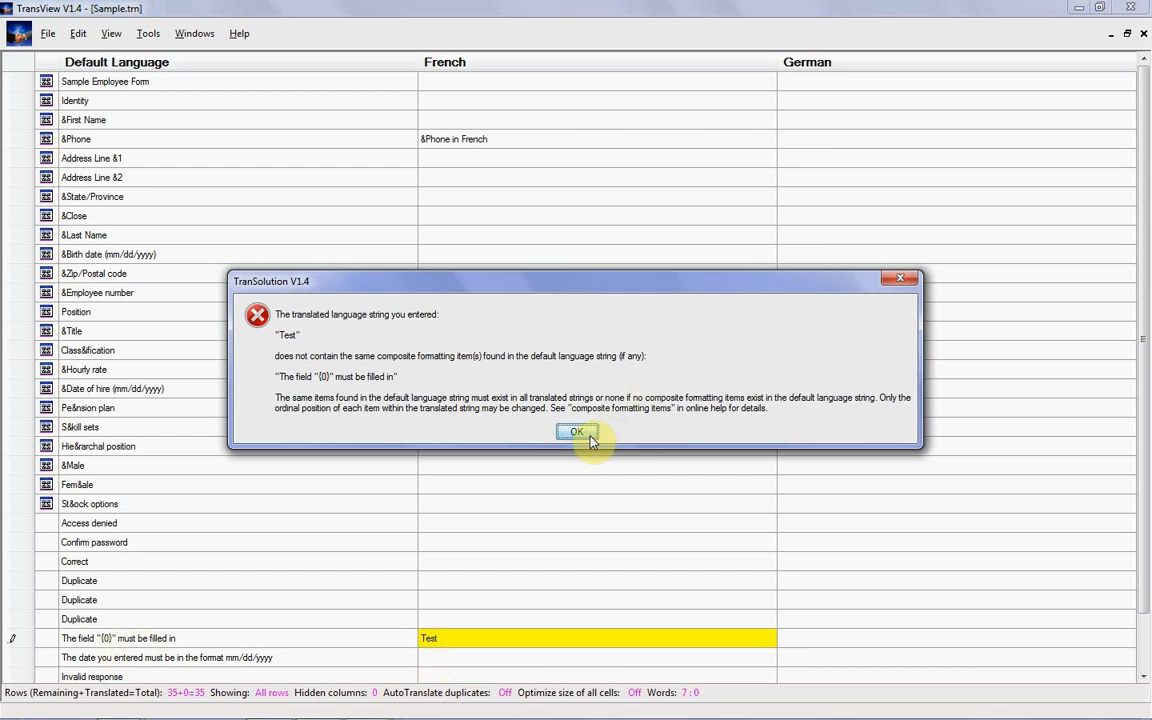 TransView V1.4 - [Sample.trn]
File Edit View Tools Windows Help
Default Language French German
Sample Employee Form
Identity
&First Name
&Phone &Phone in French
Address Line &1
Address Line &2
&State/Province
&Close
&Last Name
&Birth date (mm/dd/yyyy)
&Zip/Postal code
&Employee number
Position
&Title
Class&ification
&Hourly rate
&Date of hire (mm/dd/yyyy)
Pe&nsion plan
S&kill sets
Hie&rarchal position
&Male
Fem&ale
St&ock options
Access denied
Confirm password
Correct
Duplicate
Duplicate
Duplicate
The field "{0}" must be filled in Test
The date you entered must be in the format mm/dd/yyyy
Invalid response
TranSolution V1.4
The translated language string you entered:
"Test"
does not contain the same composite formatting item(s) found in the default language string (if any):
"The field "{0}" must be filled in"
The same items found in the default language string must exist in all translated strings or none if no composite formatting items exist in the default language string. Only the
ordinal position of each item within the translated string may be changed. See "composite formatting items" in online help for details.
OK
Rows (Remaining+Translated=Total): 35+0=35 Showing: All rows Hidden columns: 0 AutoTranslate duplicates: Off Optimize size of all cells: Off Words: 7 : 0